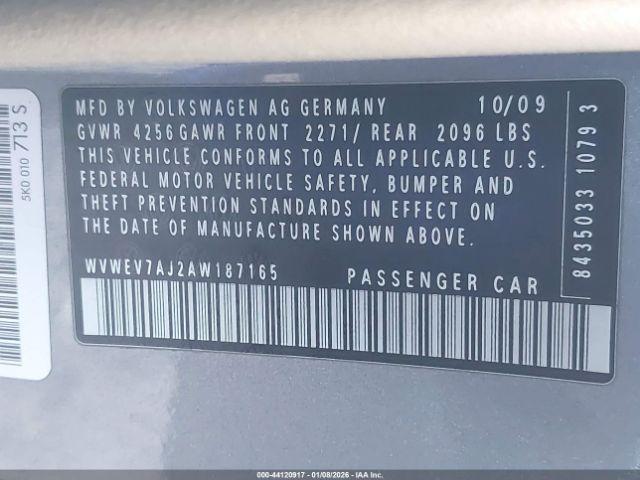 MFD BY VOLKSWAGEN AG GERMANY 10/09
GVWR 4256 GAWR FRONT 2271/ REAR 2096 LBS
THIS VEHICLE CONFORMS TO ALL APPLICABLE U.S.
FEDERAL MOTOR VEHICLE SAFETY, BUMPER AND
THEFT PREVENTION STANDARDS IN EFFECT ON
THE DATE OF MANUFACTURE SHOWN ABOVE.
WVWEV7AJ2AW187165 PASSENGER CAR
8435033 1079 3
5K0 010 713 S
000-44120917 - 01/08/2026 - IAAI INC.